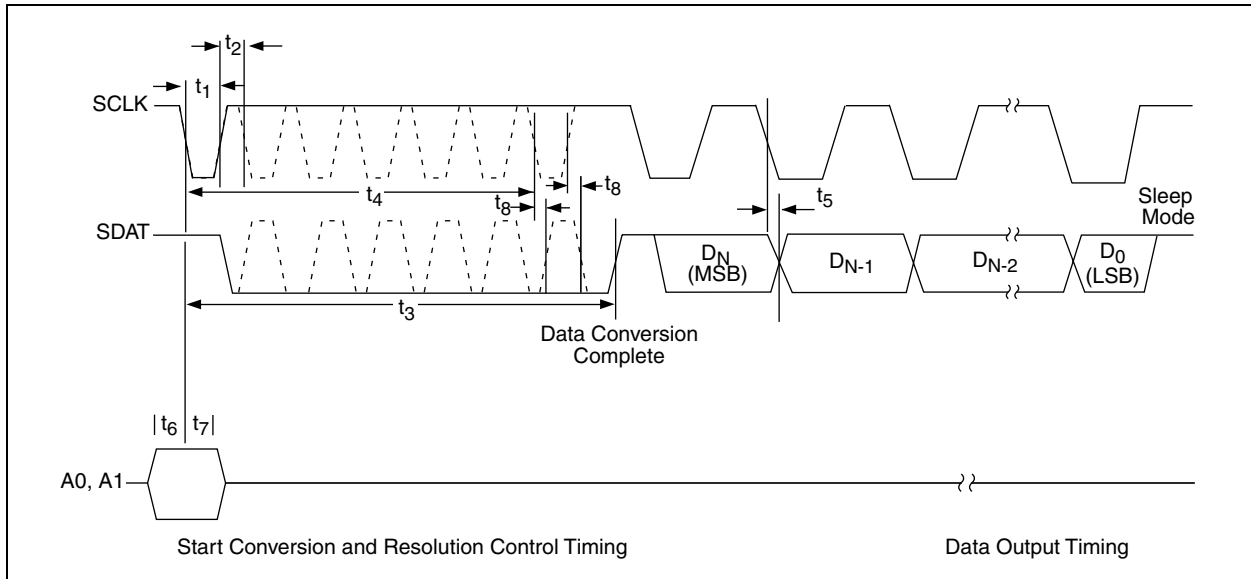 t2
t1
SCLK
t4
t8
t8
t5
Sleep
Mode
SDAT
DN
(MSB)
DN-1
DN-2
D0
(LSB)
t3
Data Conversion
Complete
t6
t7
A0, A1
Start Conversion and Resolution Control Timing
Data Output Timing